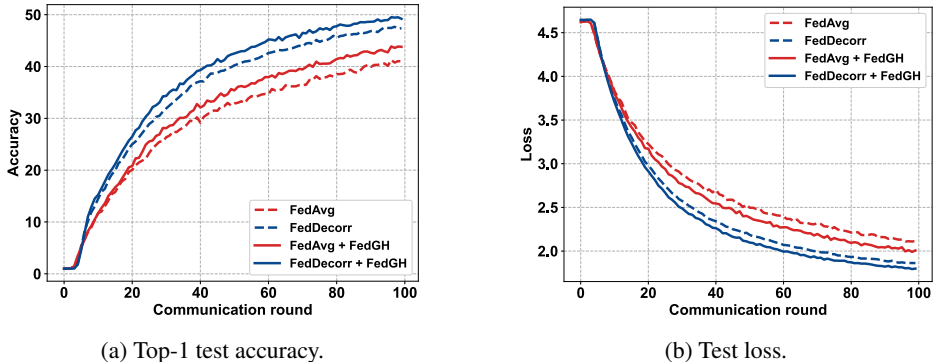 50
40
30
20
10
0
Accuracy
0 20 40 60 80 100
Communication round
FedAvg
FedDecorr
FedAvg + FedGH
FedDecorr + FedGH
(a) Top-1 test accuracy.
4.5
4.0
3.5
3.0
2.5
2.0
Loss
0 20 40 60 80 100
Communication round
FedAvg
FedDecorr
FedAvg + FedGH
FedDecorr + FedGH
(b) Test loss.